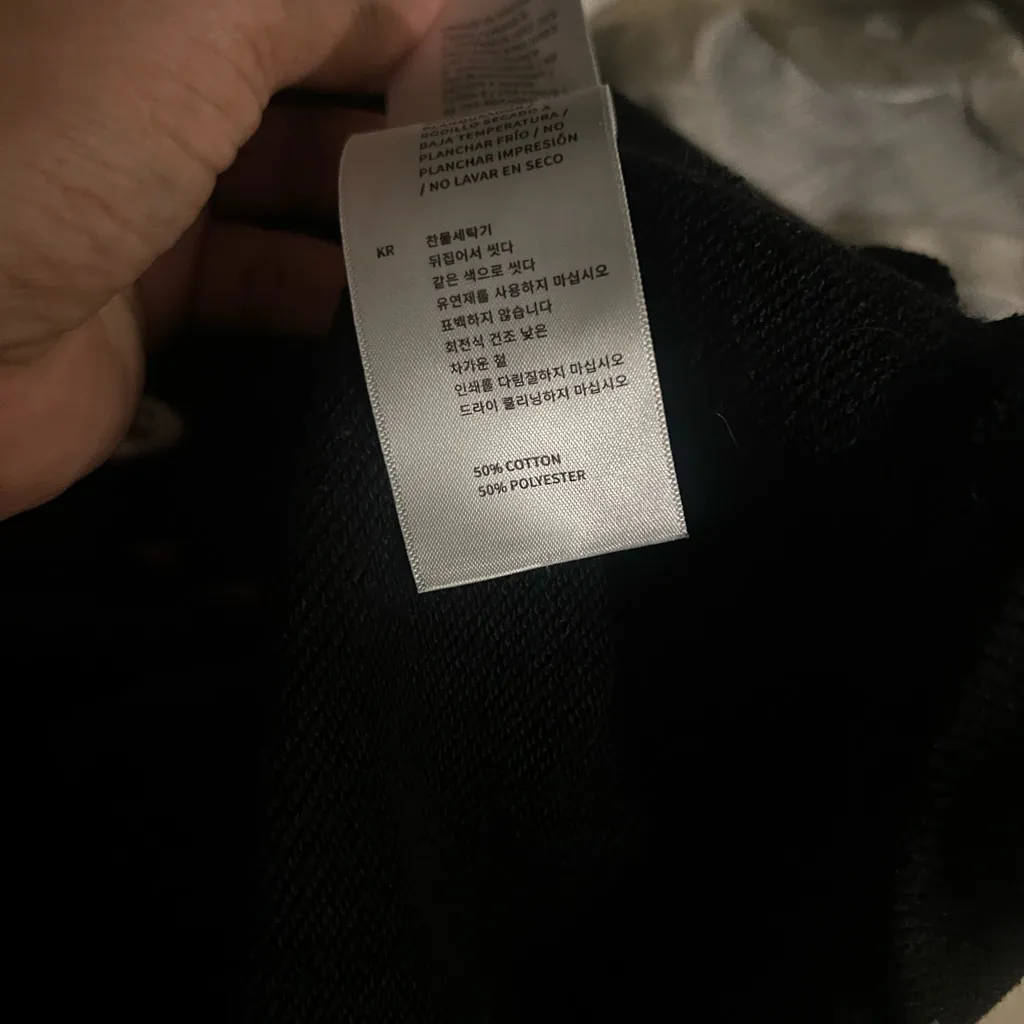 RODILLO SECADO A
BAJA TEMPERATURA /
PLANCHAR FRÍO / NO
PLANCHAR IMPRESIÓN
/ NO LAVAR EN SECO
KR
찬물세탁기
뒤집어서 씻다
같은 색으로 씻다
유연제를 사용하지 마십시오
표백하지 않습니다
회전식 건조 낮은
차가운 철
인쇄를 다림질하지 마십시오
드라이 클리닝하지 마십시오
50% COTTON
50% POLYESTER